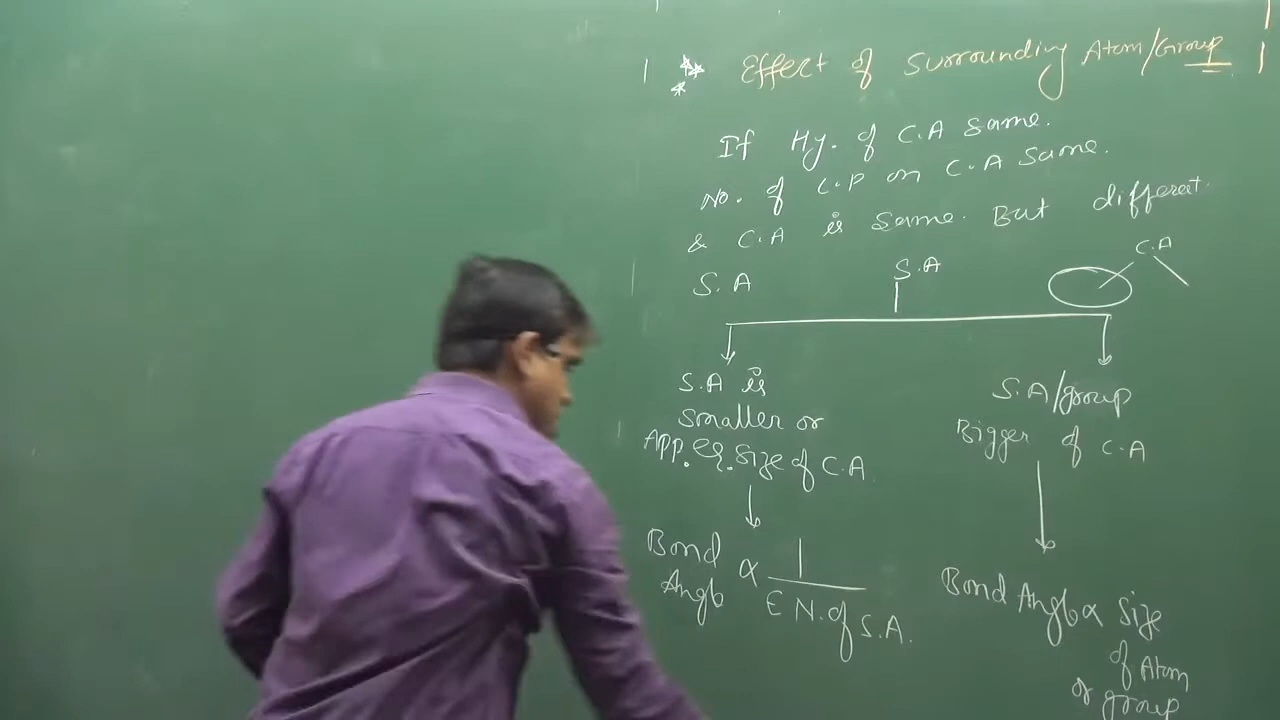 ** Effect of Surrounding Atom/Group
*
If Hy. of C.A same.
No. of L.P on C.A same.
& C.A is same. But different.
S.A
S.A
C.A
S.A is
smaller or
App. eq. size of C.A
S.A/group
Bigger of C.A
Bond Angle ∝ 1 / E N. of S.A.
Bond Angle ∝ size
of Atom
or group